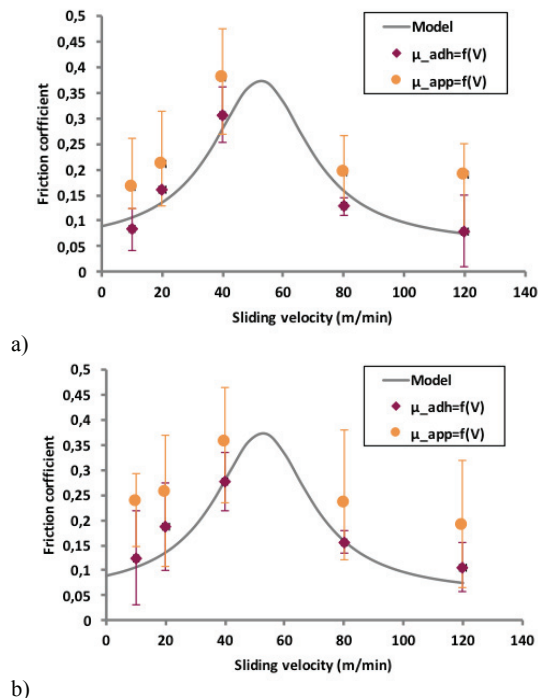 0,5
0,45
0,4
0,35
0,3
0,25
0,2
0,15
0,1
0,05
0
Friction corfficient
Model
μ_adh=f(V)
μ_app=f(V)
0 20 40 60 80 100 120 140
Sliding velocity (m/min)
a)
0,5
0,45
0,4
0,35
0,3
0,25
0,2
0,15
0,1
0,05
0
Friction corfficient
Model
μ_adh=f(V)
μ_app=f(V)
0 20 40 60 80 100 120 140
Sliding velocity (m/min)
b)